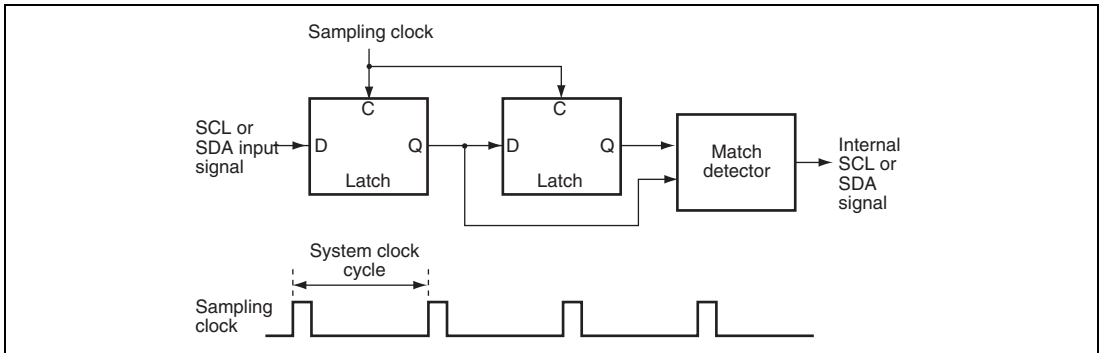 Sampling clock
C
C
SCL or
SDA input
signal
D
Q
D
Q
Latch
Latch
Match
detector
Internal
SCL or
SDA
signal
System clock
cycle
Sampling
clock